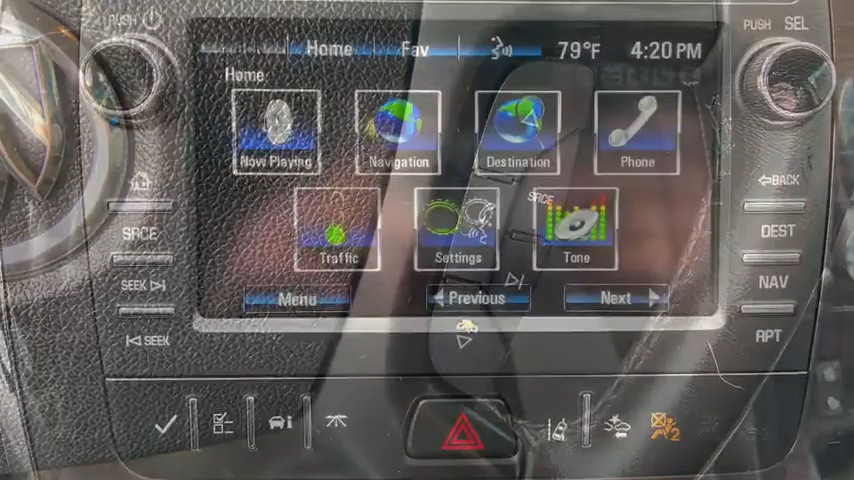 PUSH
PUSH SEL
Home Fav 79°F 4:20 PM
Home
Now Playing Navigation Destination Phone
BACK
SRCE
SRCE
DEST
Traffic Settings Tone
SEEK
NAV
Menu Previous Next
SEEK
RPT
2